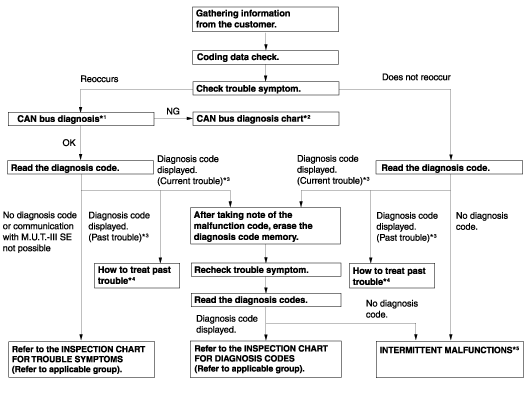 Gathering information
from the customer.
Coding data check.
Check trouble symptom.
Reoccurs
Does not reoccur
CAN bus diagnosis*1
NG
CAN bus diagnosis chart*2
OK
Read the diagnosis code.
Diagnosis code
displayed.
(Current trouble)*3
Diagnosis code
displayed.
(Current trouble)*3
Read the diagnosis code.
No diagnosis code
or communication
with M.U.T.-III SE
not possible
Diagnosis code
displayed.
(Past trouble)*3
After taking note of the
malfunction code, erase the
diagnosis code memory.
Diagnosis code
displayed.
(Past trouble)*3
No diagnosis
code.
How to treat past
trouble*4
Recheck trouble symptom.
How to treat past
trouble*4
Read the diagnosis codes.
Diagnosis code
displayed.
No diagnosis
code.
Refer to the INSPECTION CHART
FOR TROUBLE SYMPTOMS
(Refer to applicable group).
Refer to the INSPECTION CHART
FOR DIAGNOSIS CODES
(Refer to applicable group).
INTERMITTENT MALFUNCTIONS*5